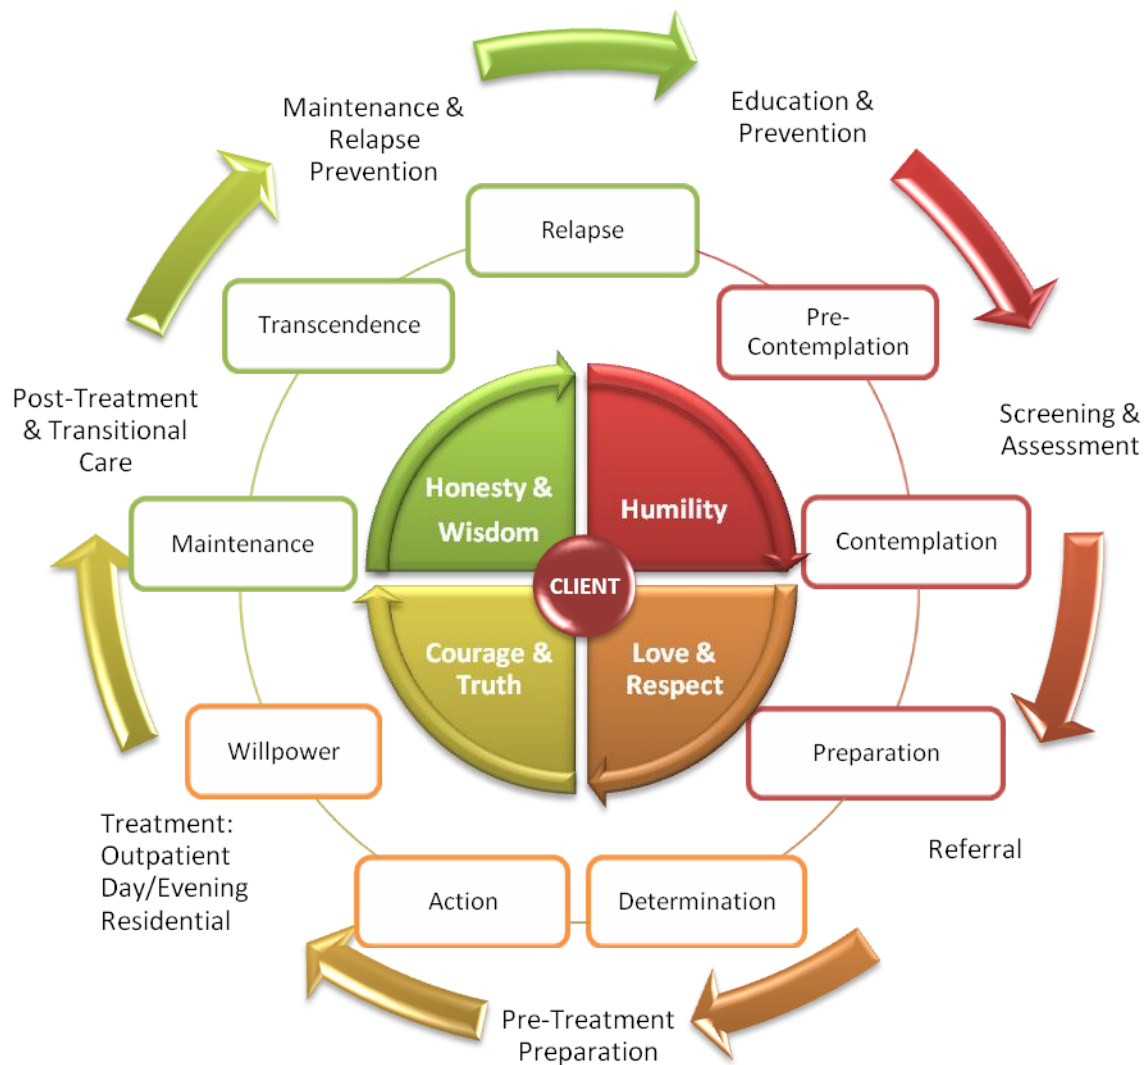 Maintenance &
Relapse
Prevention
Education &
Prevention
Relapse
Transcendence
Pre-
Contemplation
Post-Treatment
& Transitional
Care
Screening &
Assessment
Honesty &
Wisdom
Humility
Maintenance
Contemplation
CLIENT
Courage &
Truth
Love &
Respect
Willpower
Preparation
Treatment:
Outpatient
Day/Evening
Residential
Referral
Action
Determination
Pre-Treatment
Preparation